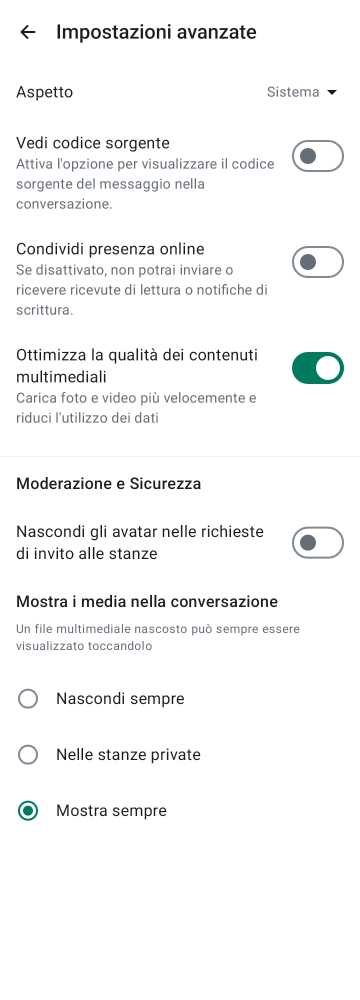 Impostazioni avanzate
Aspetto
Sistema
Vedi codice sorgente
Attiva l'opzione per visualizzare il codice
sorgente del messaggio nella
conversazione.
Condividi presenza online
Se disattivato, non potrai inviare o
ricevere ricevute di lettura o notifiche di
scrittura.
Ottimizza la qualità dei contenuti
multimediali
Carica foto e video più velocemente e
riduci l'utilizzo dei dati
Moderazione e Sicurezza
Nascondi gli avatar nelle richieste
di invito alle stanze
Mostra i media nella conversazione
Un file multimediale nascosto può sempre essere
visualizzato toccandolo
Nascondi sempre
Nelle stanze private
Mostra sempre